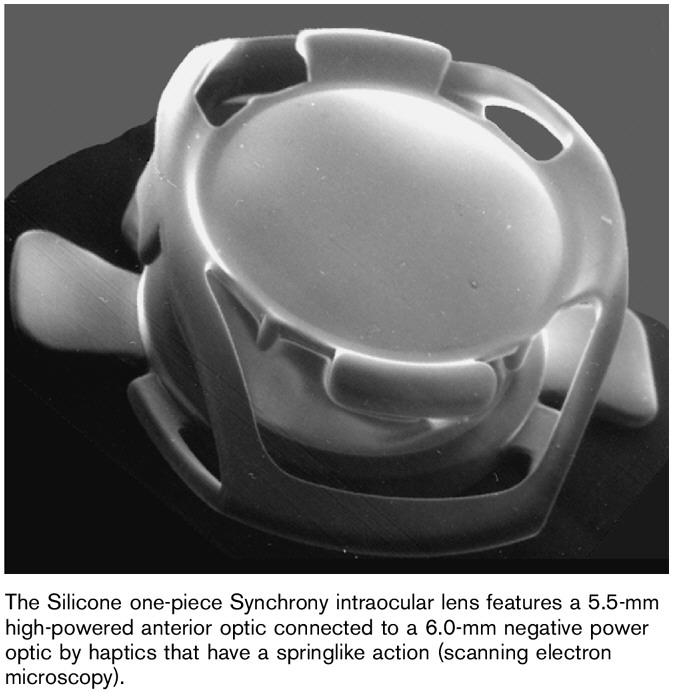 The Silicone one-piece Synchrony intraocular lens features a 5.5-mm
high-powered anterior optic connected to a 6.0-mm negative power
optic by haptics that have a springlike action (scanning electron
microscopy).